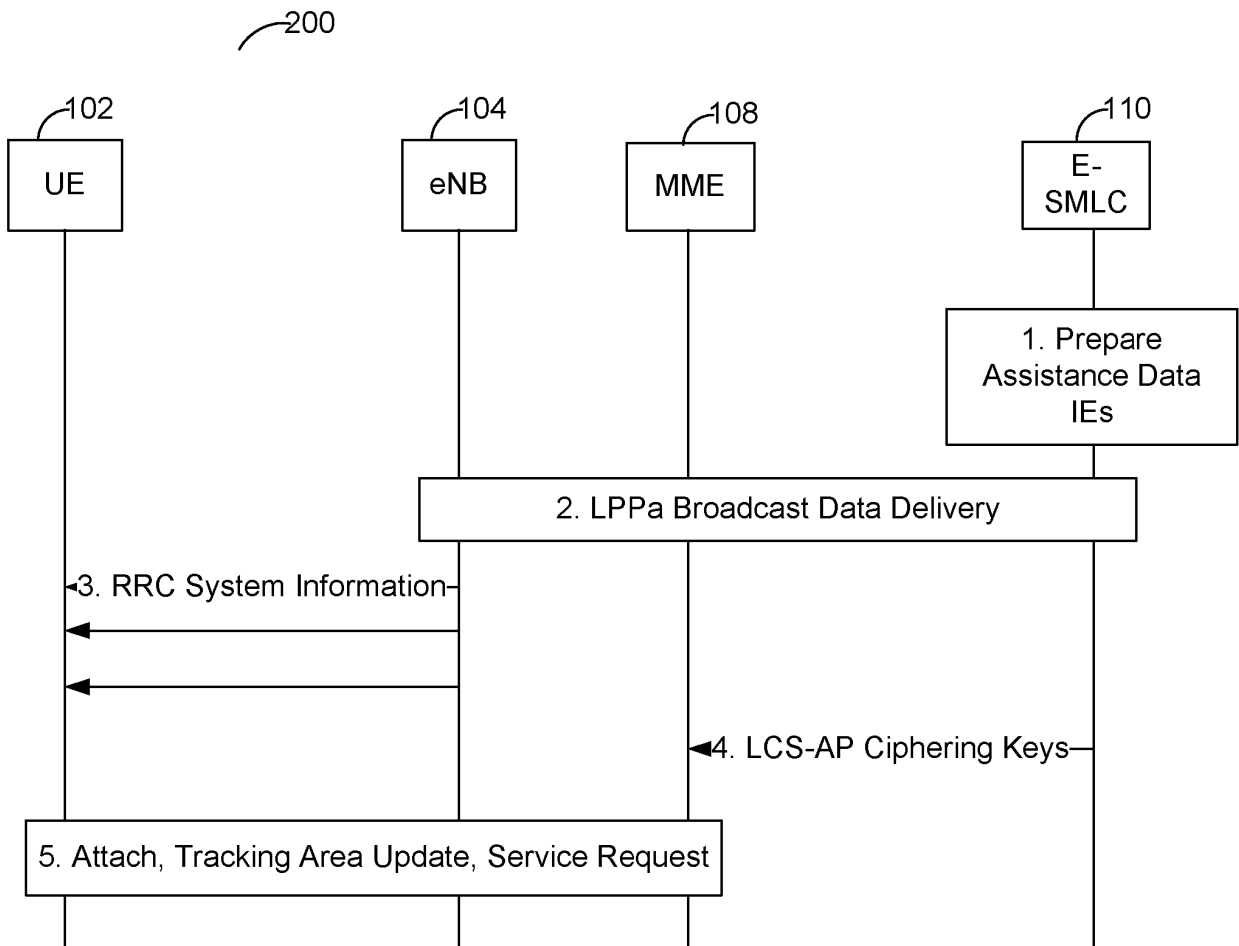 200
102
104
108
110
UE
eNB
MME
E-
SMLC
1. Prepare
Assistance Data
IEs
2. LPPa Broadcast Data Delivery
3. RRC System Information
4. LCS-AP Ciphering Keys
5. Attach, Tracking Area Update, Service Request